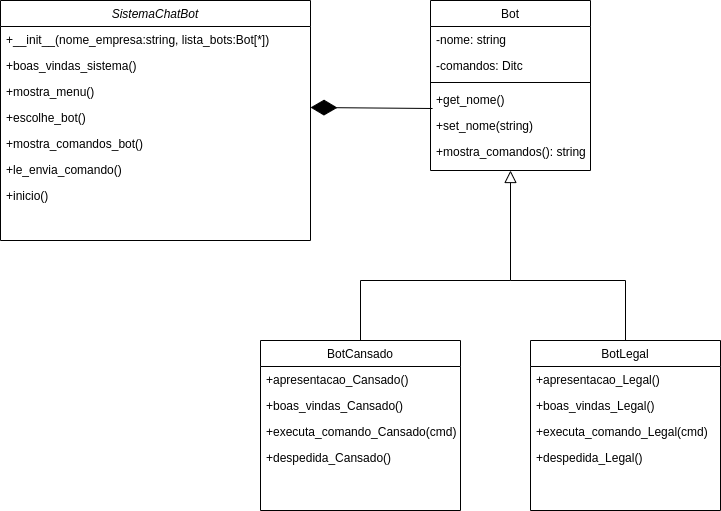 SistemaChatBot
+__init__(nome_empresa:string, lista_bots:Bot[*])
+boas_vindas_sistema()
+mostra_menu()
+escolhe_bot()
+mostra_comandos_bot()
+le_envia_comando()
+inicio()
Bot
-nome: string
-comandos: Ditc
+get_nome()
+set_nome(string)
+mostra_comandos(): string
BotCansado
+apresentacao_Cansado()
+boas_vindas_Cansado()
+executa_comando_Cansado(cmd)
+despedida_Cansado()
BotLegal
+apresentacao_Legal()
+boas_vindas_Legal()
+executa_comando_Legal(cmd)
+despedida_Legal()